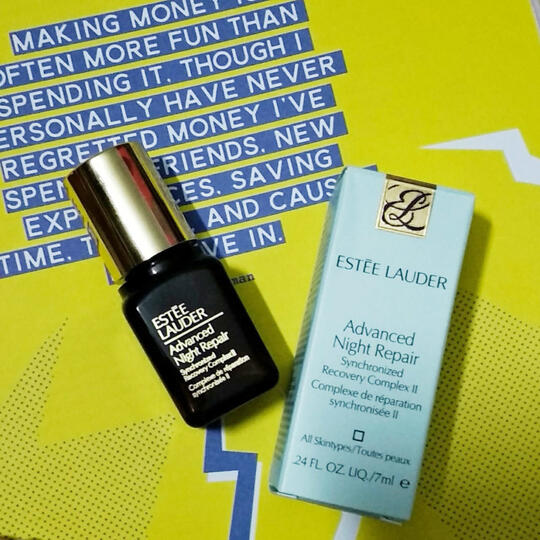 MAKING MONEY
OFTEN MORE FUN THAN
SPENDING IT, THOUGH I
PERSONALLY HAVE NEVER
REGRETTED MONEY I'VE
FRIENDS, NEW
SAVING
AND CAUS
TIME,
VE IN.
man
ESTĒE
LAUDER
Advanced
Night Repair
Synchronized
Recovery Complex II
Complexe de réparation
synchronisée II
EL
ESTĒE LAUDER
Advanced
Night Repair
Synchronized
Recovery Complex II
Complexe de réparation
synchronisée II
All Skintypes/Toutes peaux
.24 FL. OZ. LIQ./7ml e